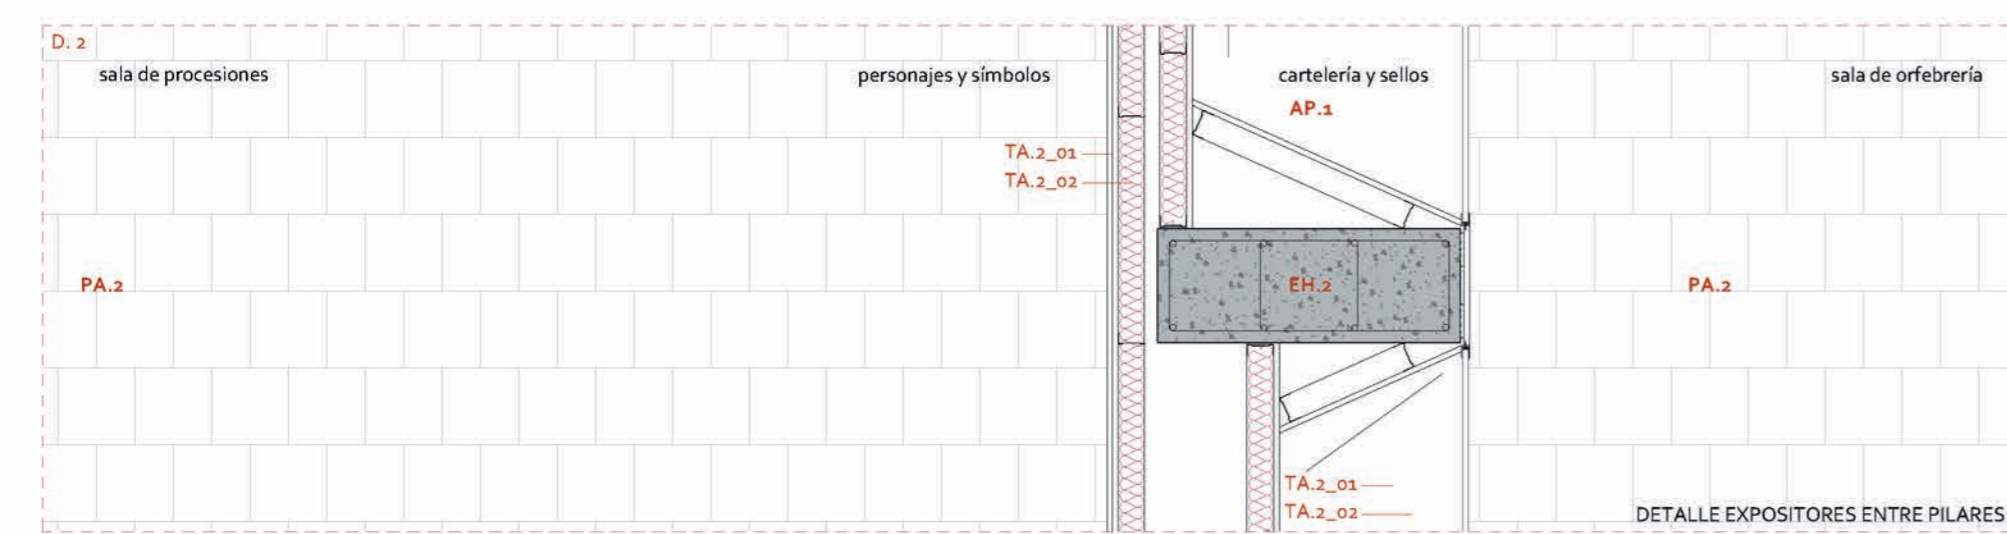 D. 2
sala de procesiones
personajes y símbolos
cartelería y sellos
sala de orfebrería
AP.1
TA.2_01
TA.2_02
PA.2
EH.2
PA.2
TA.2_01
TA.2_02
DETALLE EXPOSITORES ENTRE PILARES